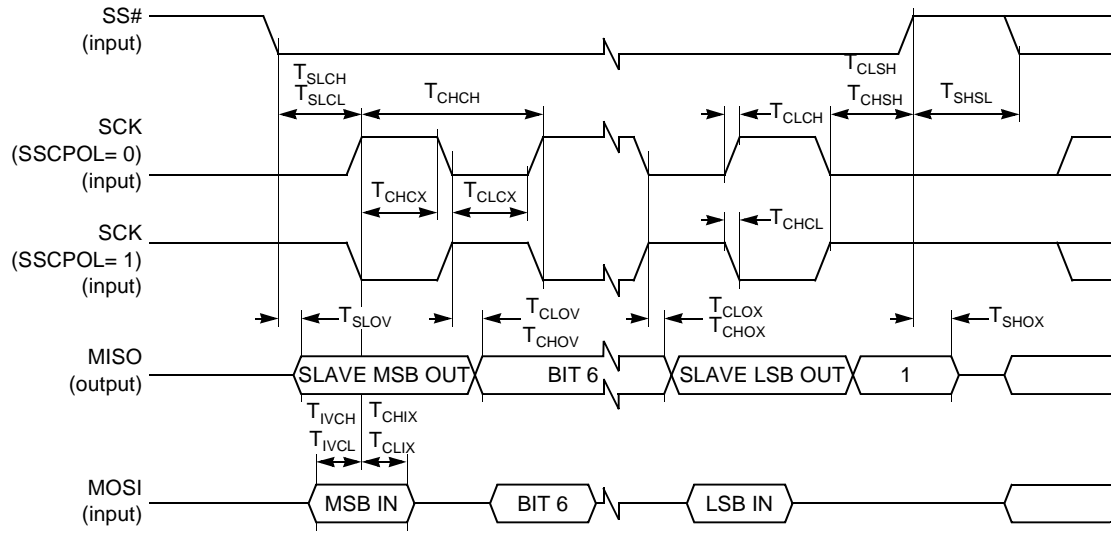 SS#
(input)
T_SLCH
T_SLCL
T_CHCH
T_CLCH
T_CLSH
T_CHSH
T_SHSL
SCK
(SSCPOL= 0)
(input)
T_CHCX
T_CLCX
T_CHCL
SCK
(SSCPOL= 1)
(input)
T_SLOV
T_CLOV
T_CHOV
T_CLOX
T_CHOX
T_SHOX
MISO
(output)
SLAVE MSB OUT
BIT 6
SLAVE LSB OUT
1
T_IVCH
T_IVCL
T_CHIX
T_CLIX
MOSI
(input)
MSB IN
BIT 6
LSB IN